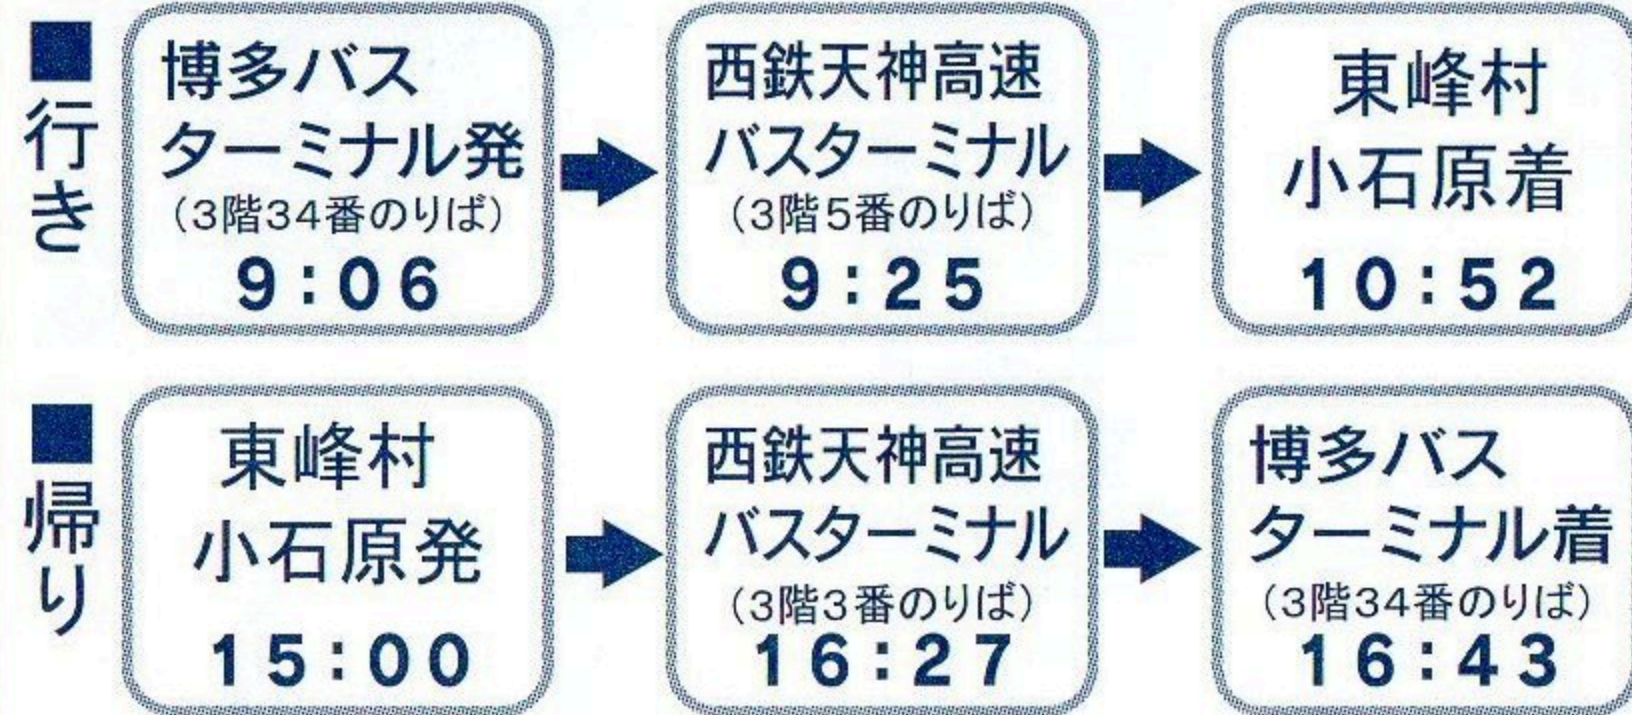 ■行き
博多バス
ターミナル発
（3階34番のりば）
9：06
西鉄天神高速
バスターミナル
（3階5番のりば）
9：25
東峰村
小石原着
10：52
■帰り
東峰村
小石原発
15：00
西鉄天神高速
バスターミナル
（3階3番のりば）
16：27
博多バス
ターミナル着
（3階34番のりば）
16：43